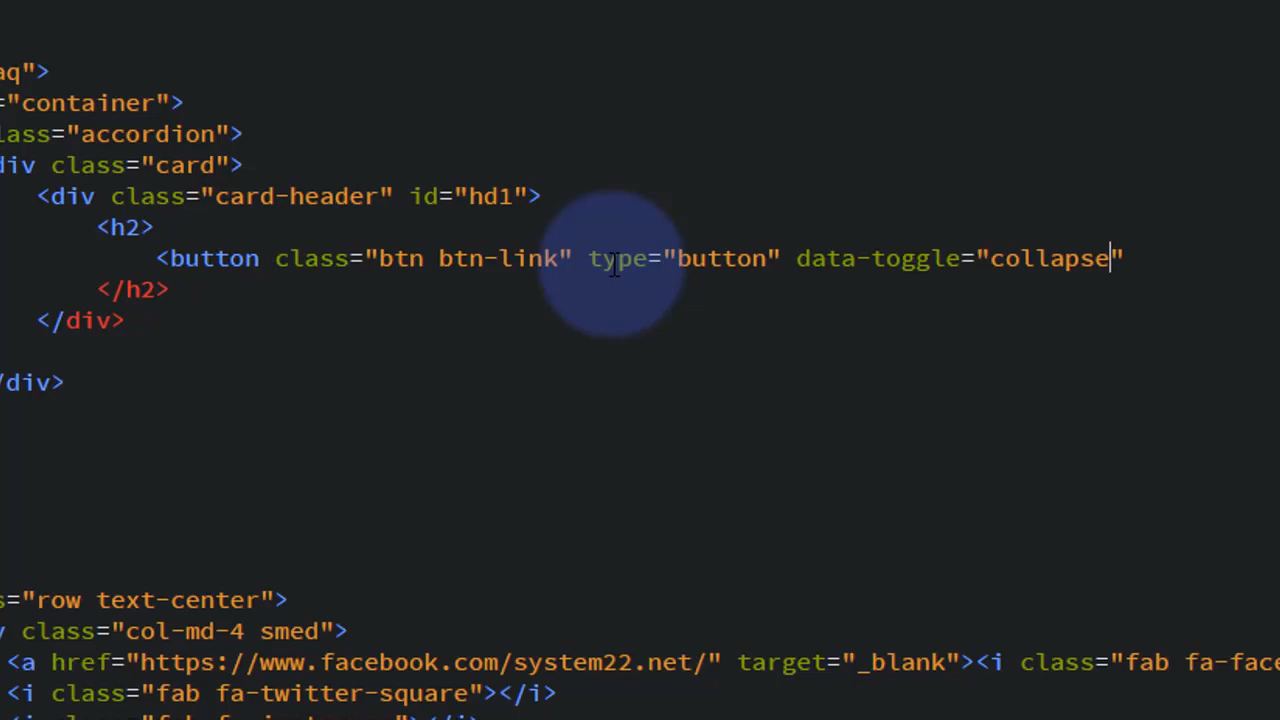 aq">
="container">
lass="accordion">
div class="card">
<div class="card-header" id="hd1">
<h2>
<button class="btn btn-link" type="button" data-toggle="collapse"
</h2>
</div>
/div>
s="row text-center">
v class="col-md-4 smed">
<a href="https://www.facebook.com/system22.net/" target="_blank"><i class="fab fa-face
<i class="fab fa-twitter-square"></i>